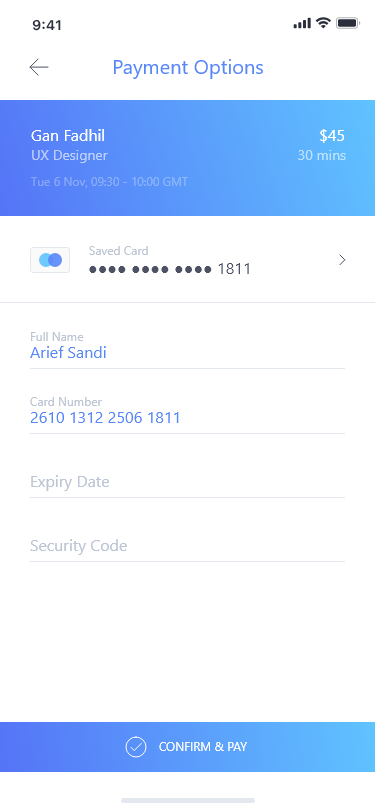 9:41
Payment Options
Gan Fadhil $45
UX Designer 30 mins
Tue 6 Nov, 09:30 - 10:00 GMT
Saved Card
•••• •••• •••• 1811
Full Name
Arief Sandi
Card Number
2610 1312 2506 1811
Expiry Date
Security Code
CONFIRM & PAY